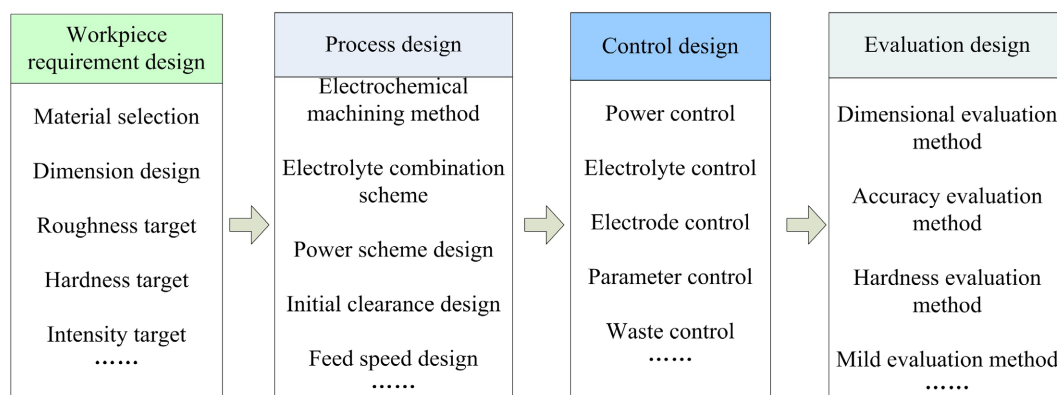 Workpiece
requirement design
Material selection
Dimension design
Roughness target
Hardness target
Intensity target
……
Process design
Electrochemical
machining method
Electrolyte combination
scheme
Power scheme design
Initial clearance design
Feed speed design
……
Control design
Power control
Electrolyte control
Electrode control
Parameter control
Waste control
……
Evaluation design
Dimensional evaluation
method
Accuracy evaluation
method
Hardness evaluation
method
Mild evaluation method
……